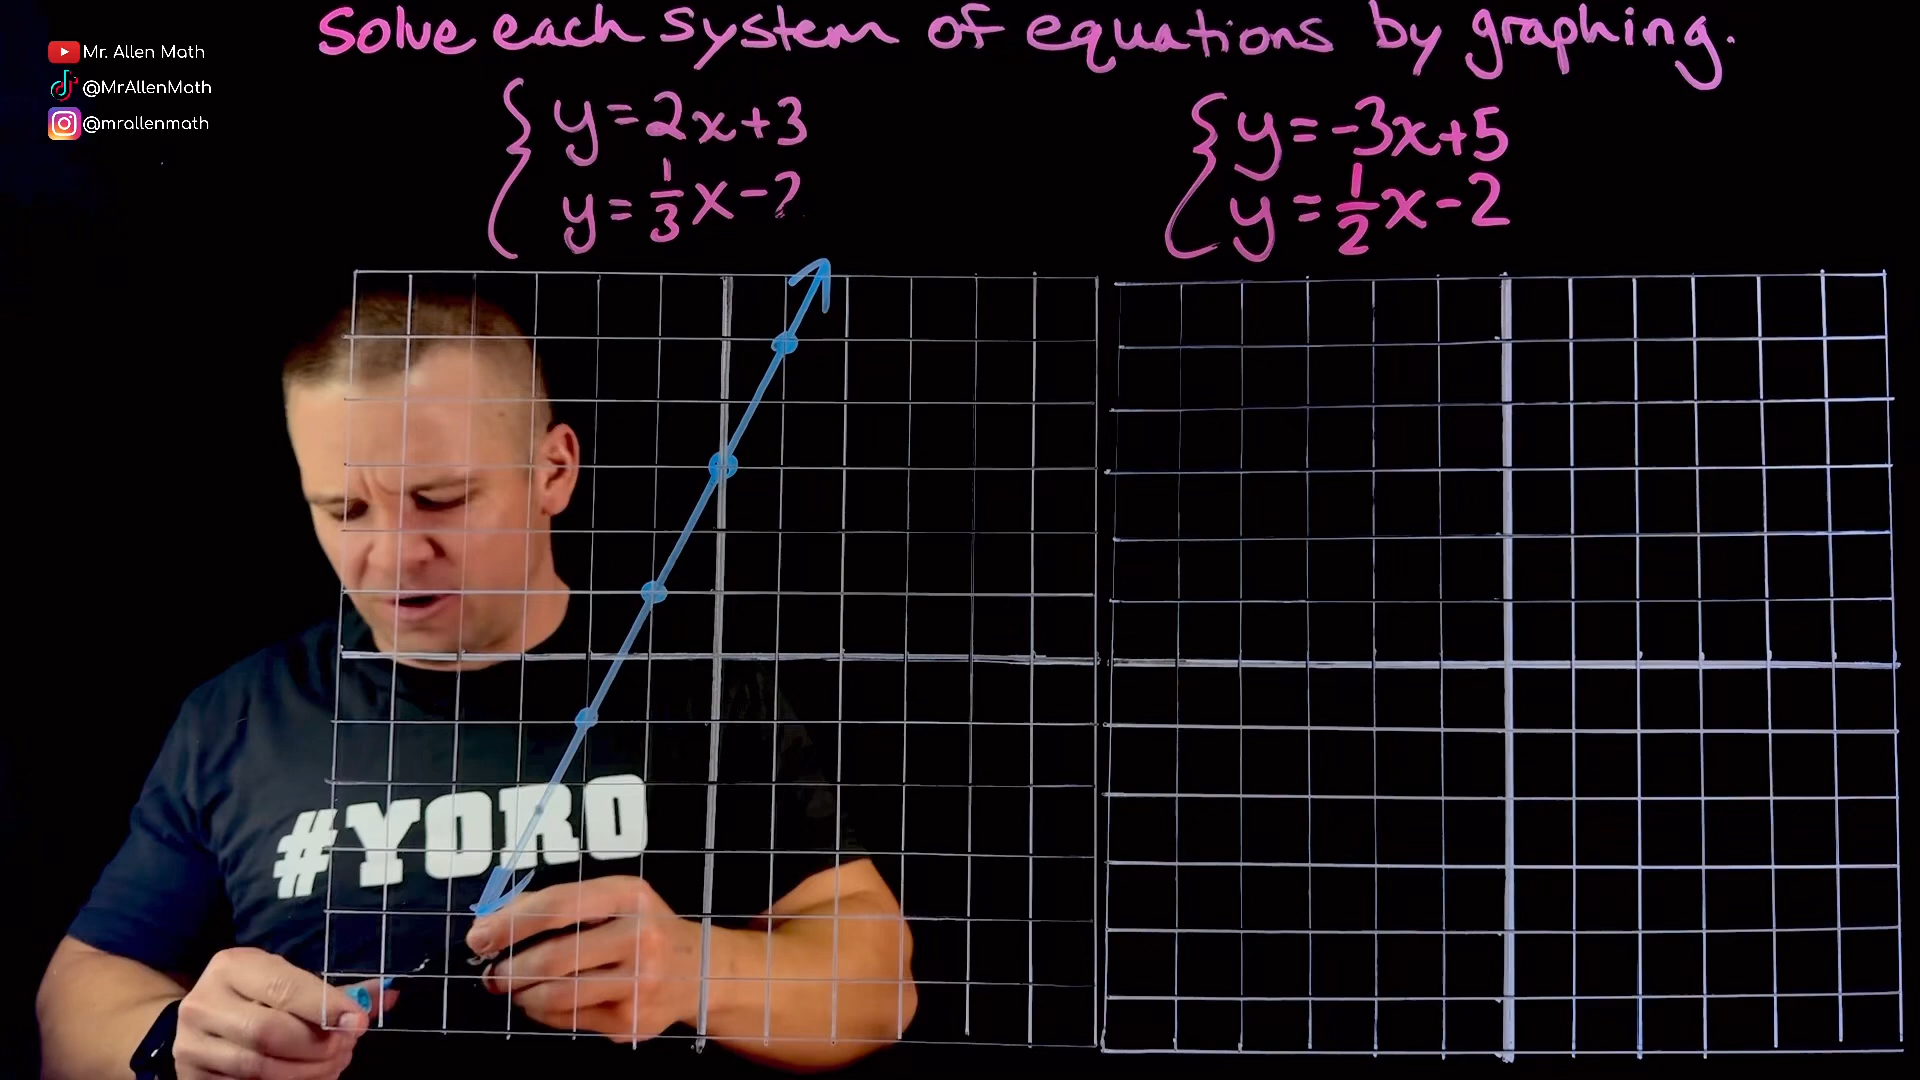 Solve each system of equations by graphing.
Mr. Allen Math
@MrAllenMath
@mrallenmath
y=2x+3
y=1/3x-2
y=-3x+5
y=1/2x-2
#YORO